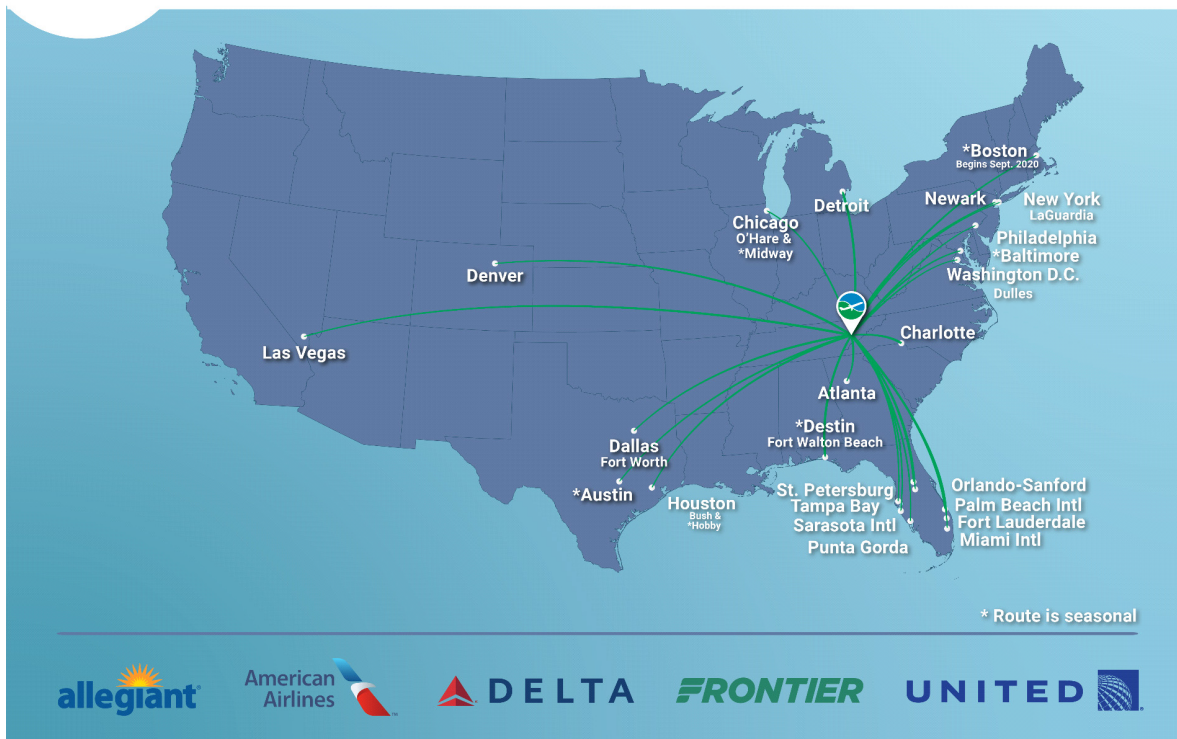 *Boston
Begins Sept. 2020
Newark
New York
LaGuardia
Detroit
Chicago
O'Hare &
*Midway
Philadelphia
*Baltimore
Washington D.C.
Dulles
Denver
Las Vegas
Charlotte
Atlanta
*Destin
Fort Walton Beach
Dallas
Fort Worth
*Austin
Houston
Bush &
*Hobby
St. Petersburg
Tampa Bay
Sarasota Intl
Punta Gorda
Orlando-Sanford
Palm Beach Intl
Fort Lauderdale
Miami Intl
* Route is seasonal
allegiant
American
Airlines
DELTA
FRONTIER
UNITED